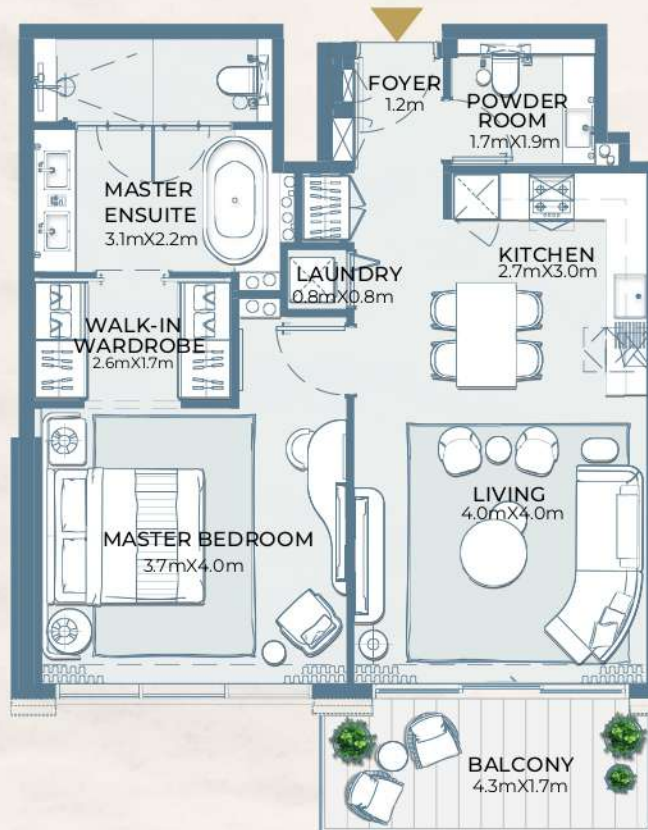 FOYER
1.2m
POWDER
ROOM
1.7mX1.9m
MASTER
ENSUITE
3.1mX2.2m
KITCHEN
2.7mX3.0m
LAUNDRY
0.8mX0.8m
WALK-IN
WARDROBE
2.6mX1.7m
LIVING
4.0mX4.0m
MASTER BEDROOM
3.7mX4.0m
BALCONY
4.3mX1.7m